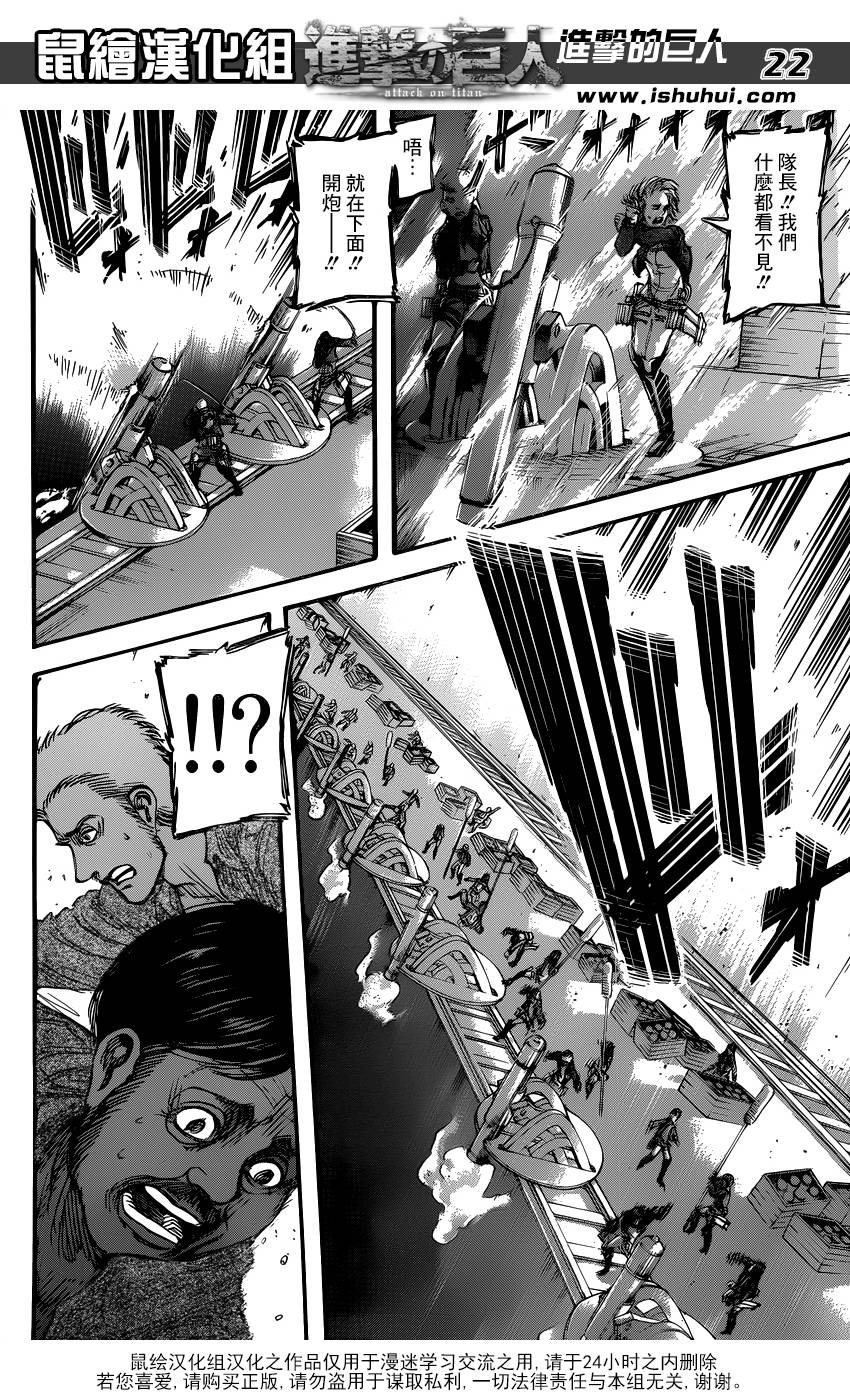 鼠繪漢化組
進撃の巨人
attack on titan
進擊的巨人
22
www.ishuhui.com
隊長!!我們
什麼都看不見!!
唔…
就在下面!!
開炮——!!
!!?
鼠绘汉化组汉化之作品仅用于漫迷学习交流之用,请于24小时之内删除
若您喜爱,请购买正版,请勿盗用于谋取私利,一切法律责任与本组无关,谢谢。